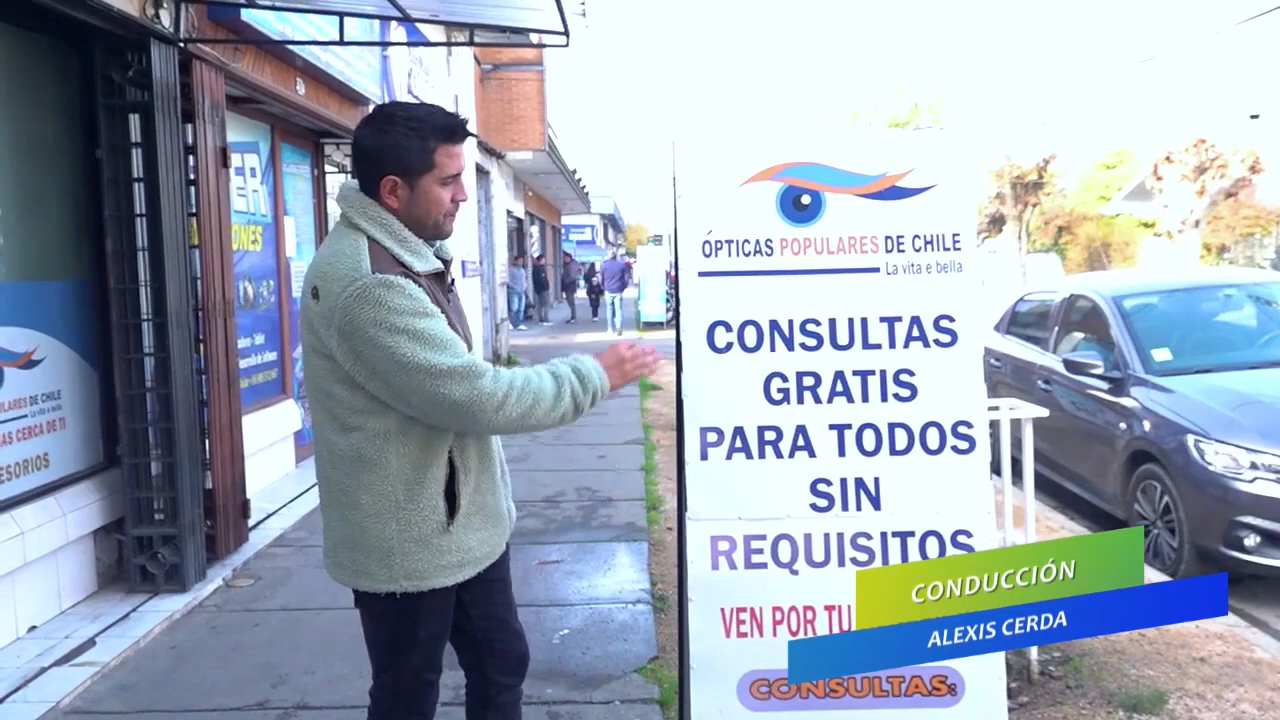 ÓPTICAS POPULARES DE CHILE
La vita e bella
CONSULTAS
GRATIS
PARA TODOS
SIN
REQUISITOS
VEN POR TU
CONSULTAS:
CONDUCCIÓN
ALEXIS CERDA
ULARES DE CHILE
La vita e bella
AS CERCA DE TI
ESORIOS
ER
ONES